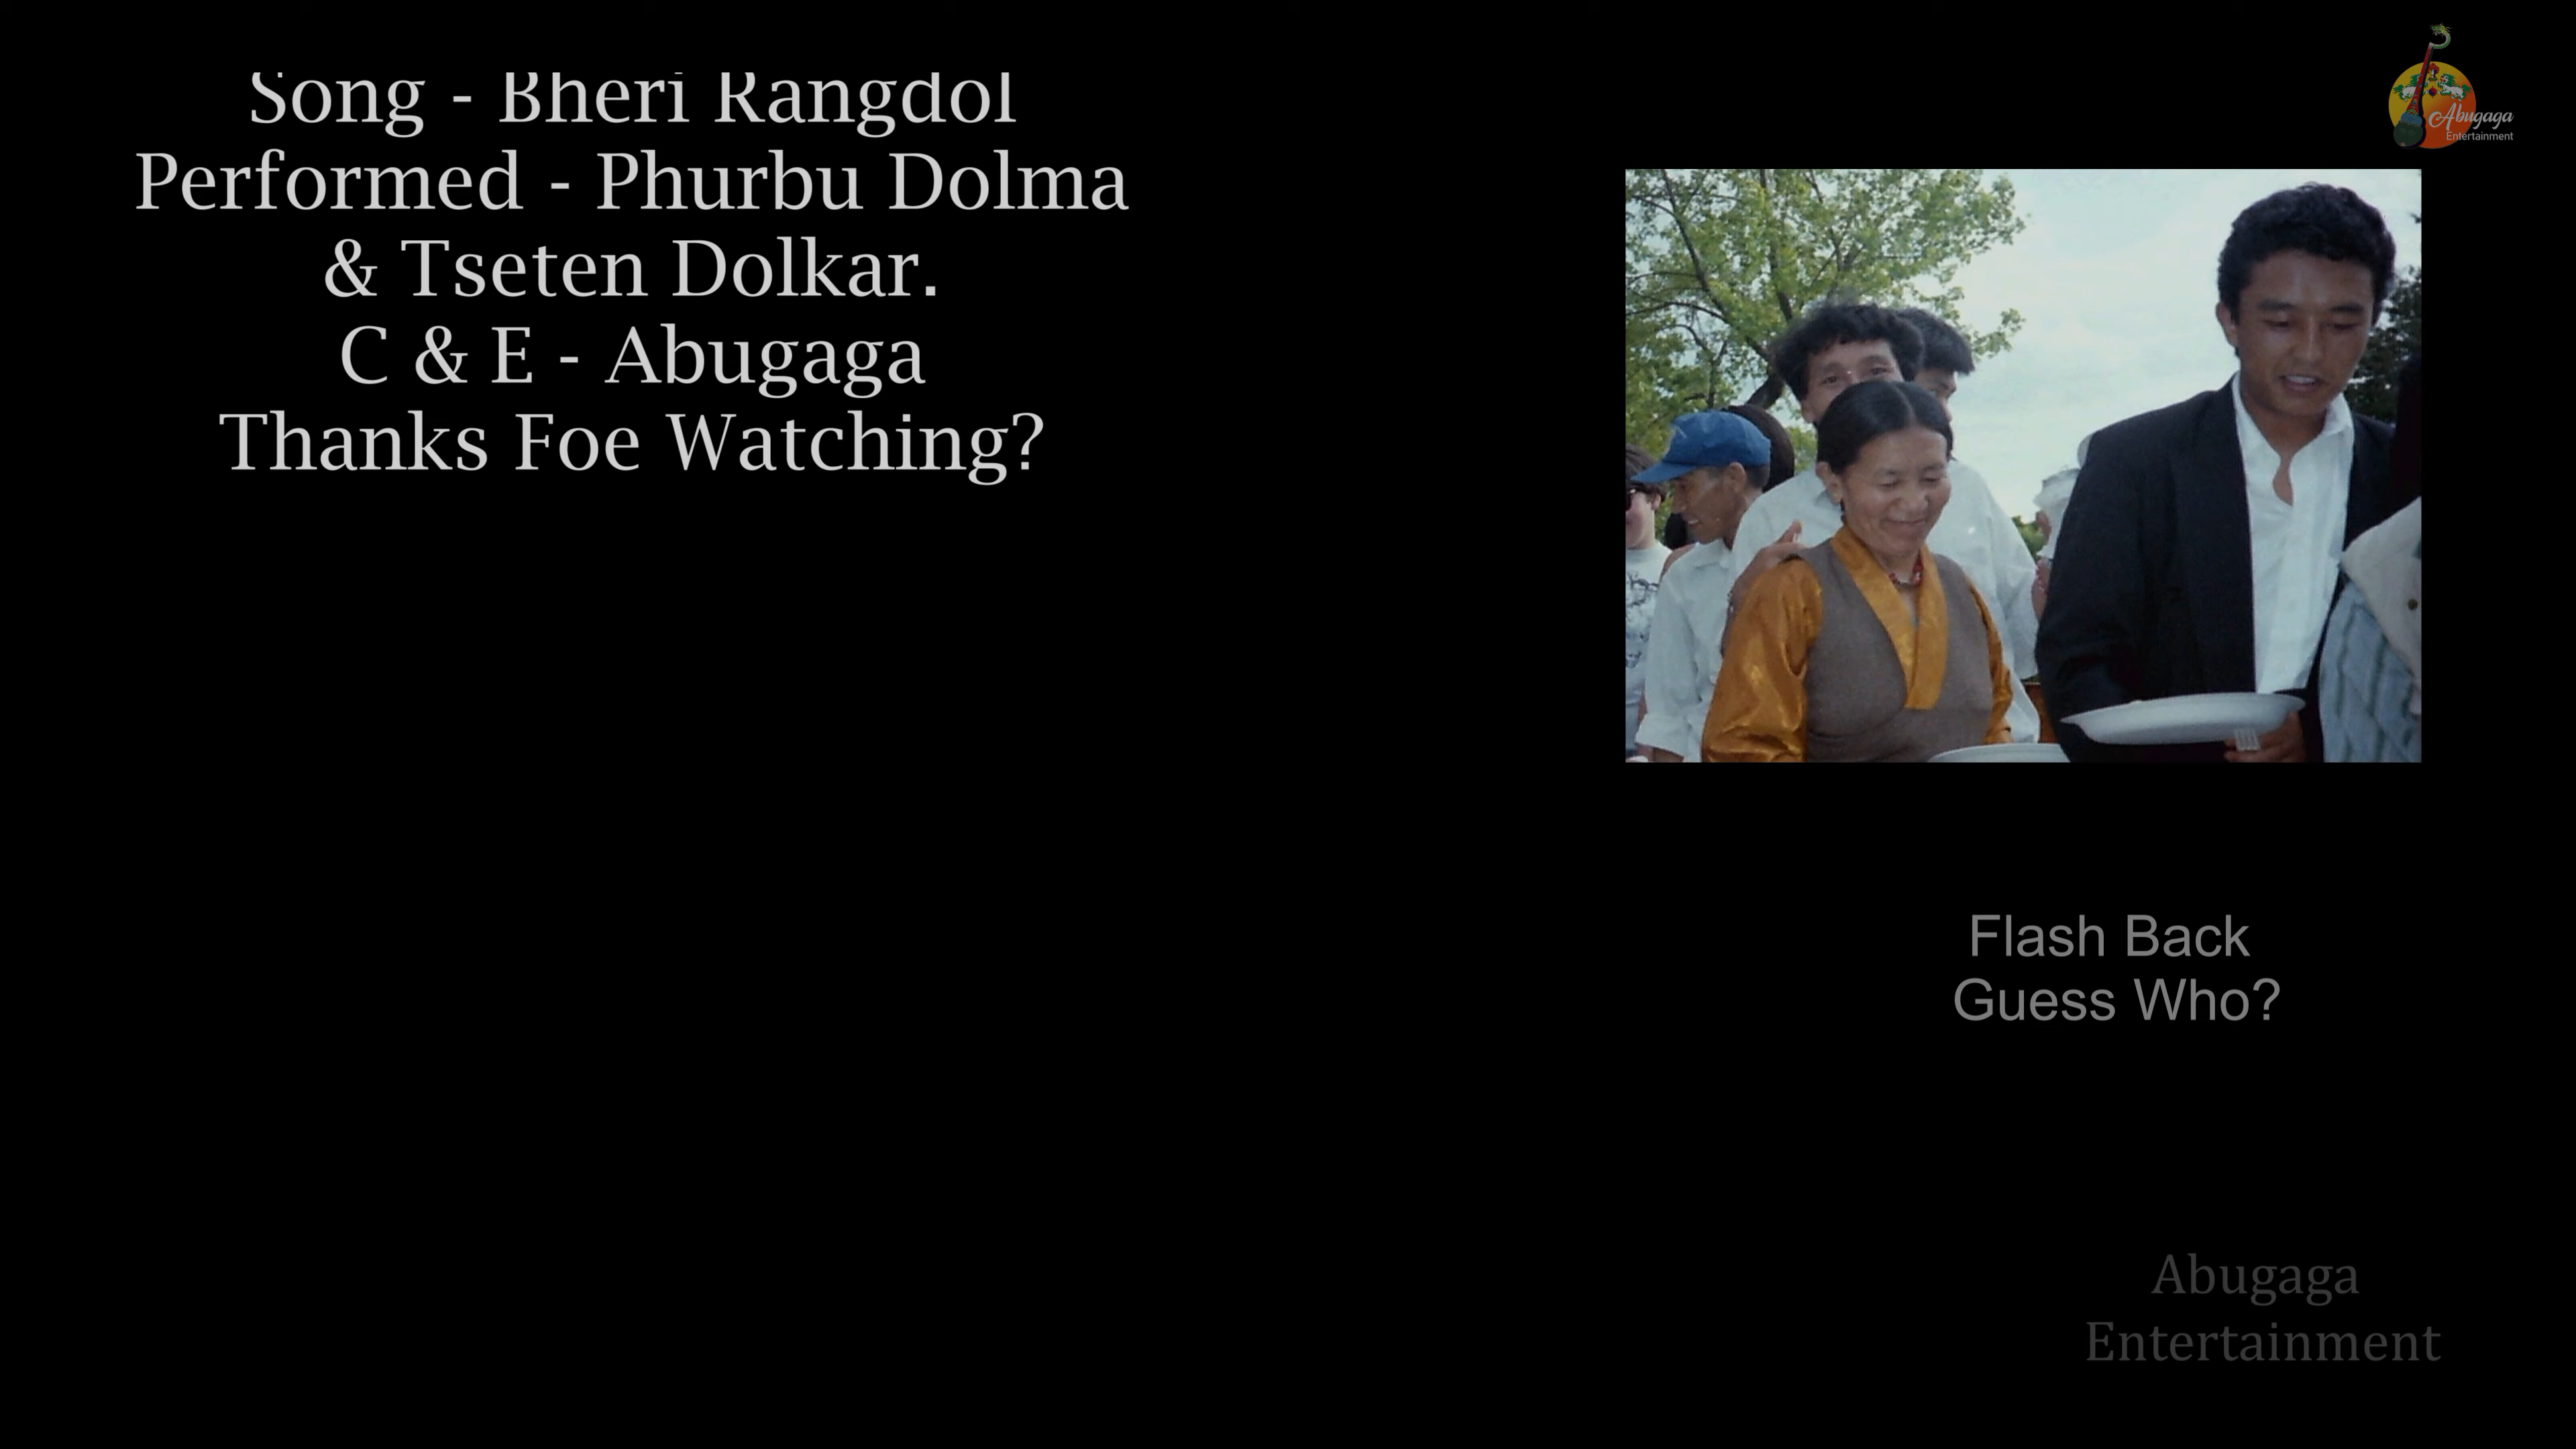 Song - Bheri Rangdol
Performed - Phurbu Dolma
& Tseten Dolkar.
C & E - Abugaga
Thanks Foe Watching?
Abugaga
Entertainment
Flash Back
Guess Who?
Abugaga
Entertainment